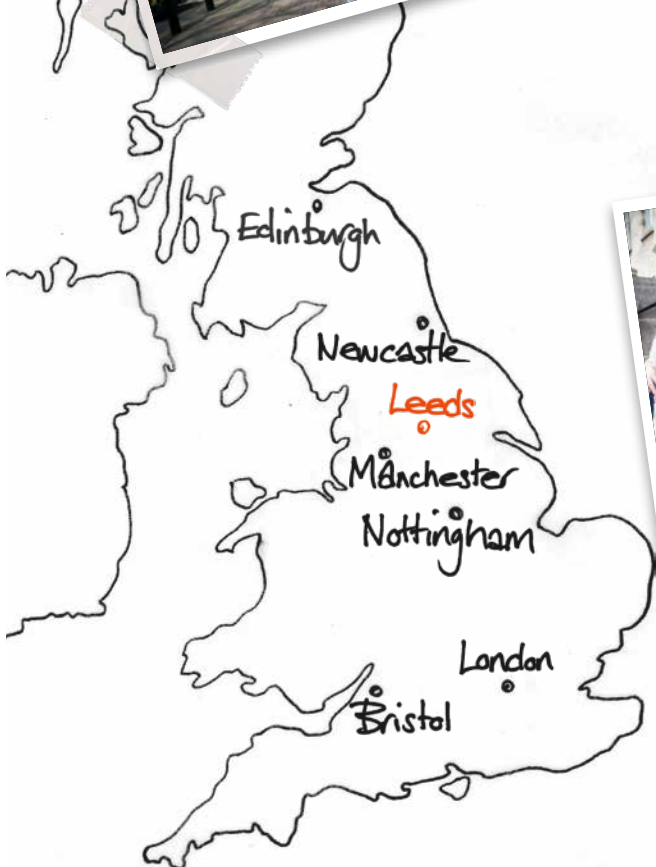 Edinburgh
Newcastle
Leeds
Manchester
Nottingham
London
Bristol